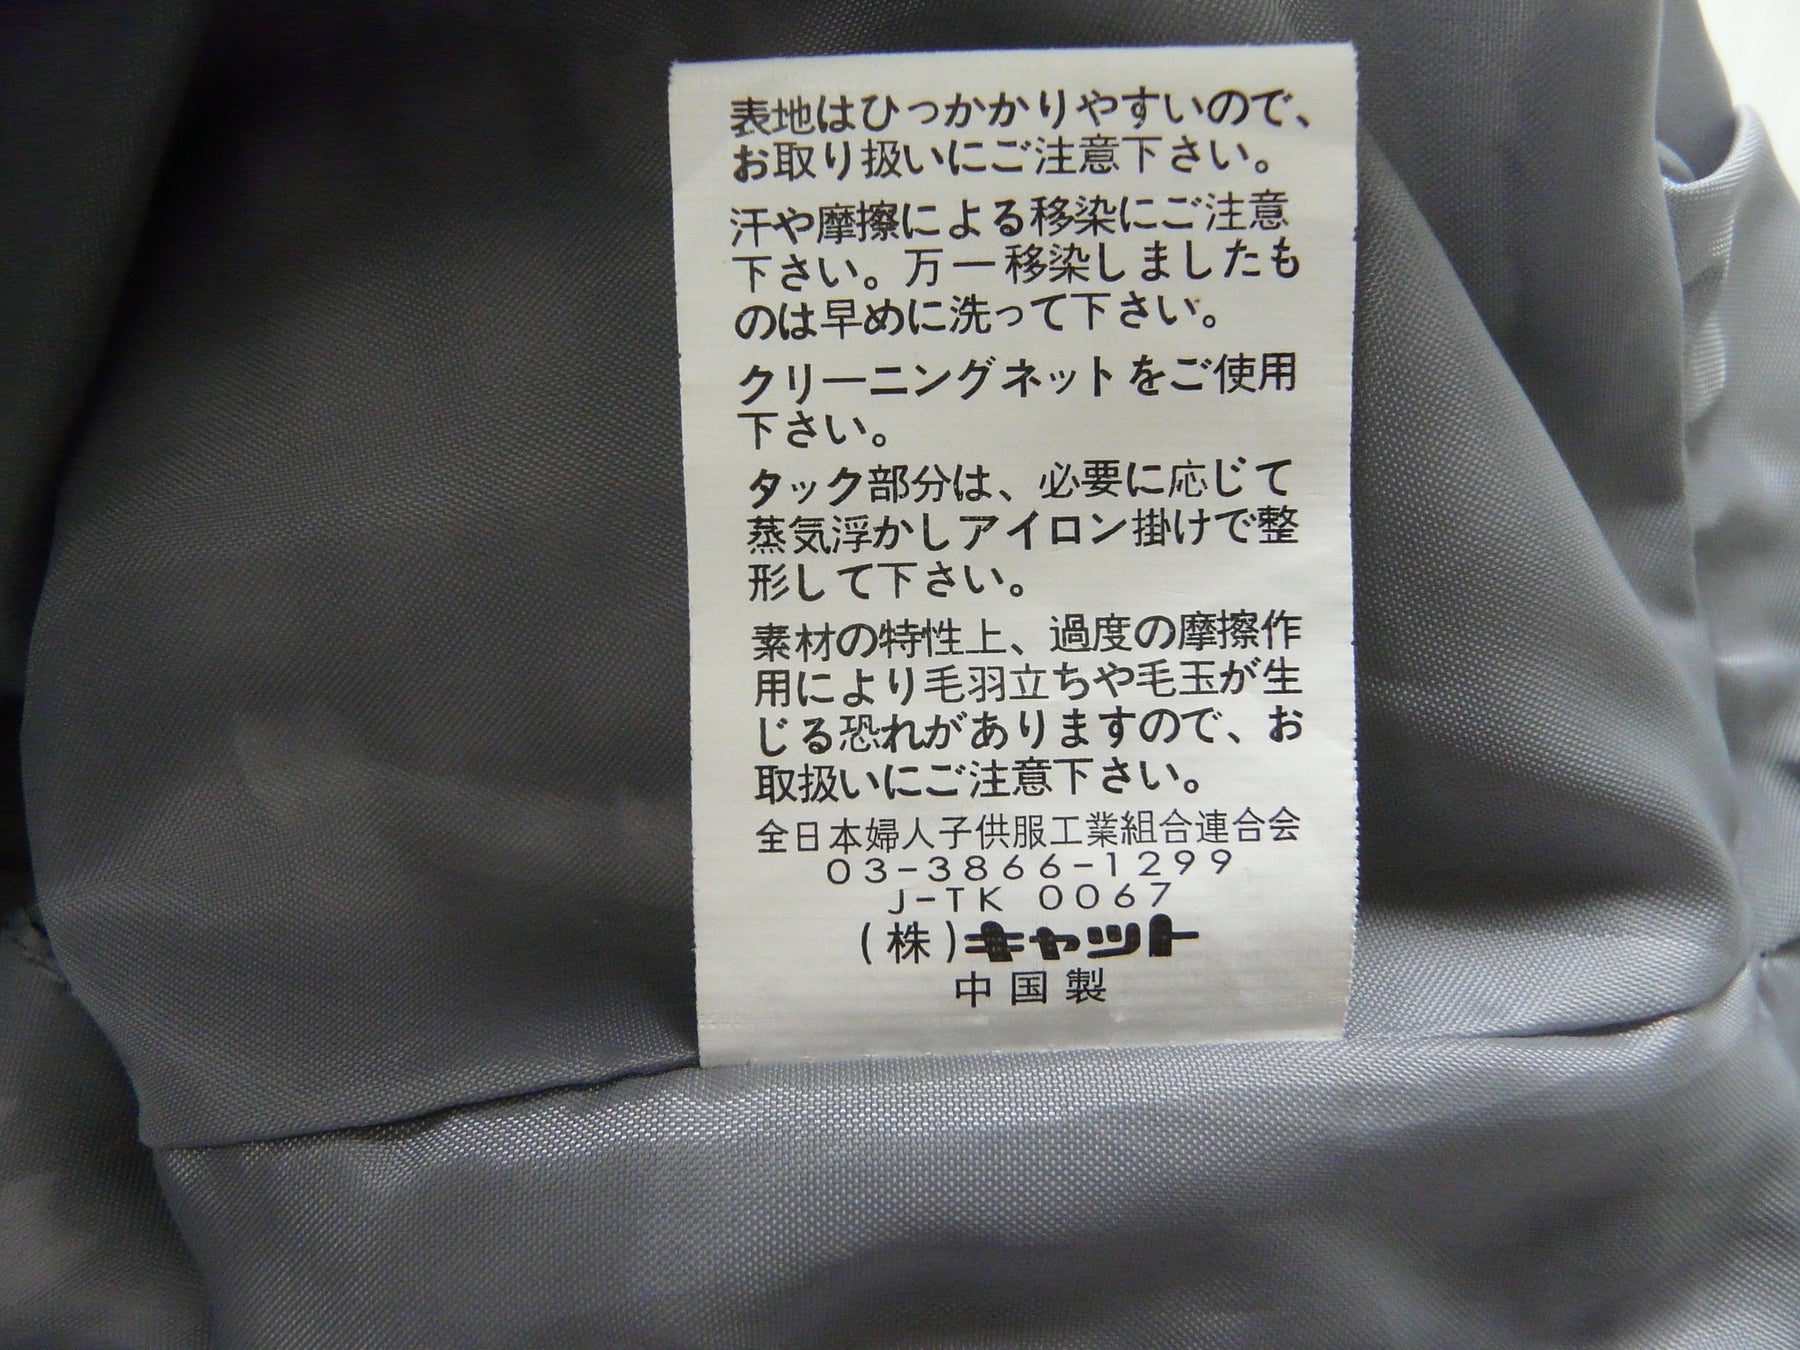 表地はひっかかりやすいので、
お取り扱いにご注意下さい。
汗や摩擦による移染にご注意
下さい。万一移染しましたも
のは早めに洗って下さい。
クリーニングネットをご使用
下さい。
タック部分は、必要に応じて
蒸気浮かしアイロン掛けで整
形して下さい。
素材の特性上、過度の摩擦作
用により毛羽立ちや毛玉が生
じる恐れがありますので、お
取扱いにご注意下さい。
全日本婦人子供服工業組合連合会
03-3866-1299
J-TK 0067
(株)キャット
中国製